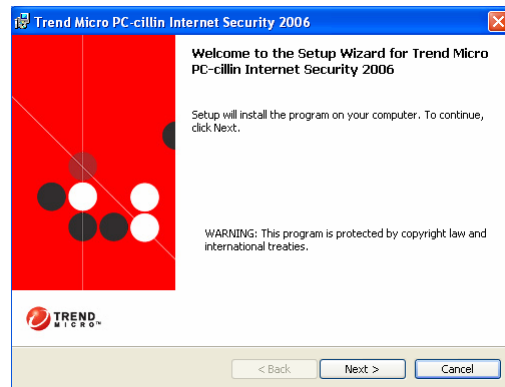 Trend Micro PC-cillin Internet Security 2006
Welcome to the Setup Wizard for Trend Micro
PC-cillin Internet Security 2006
Setup will install the program on your computer. To continue,
click Next.
WARNING: This program is protected by copyright law and
international treaties.
TREND
MICRO™
< Back
Next >
Cancel